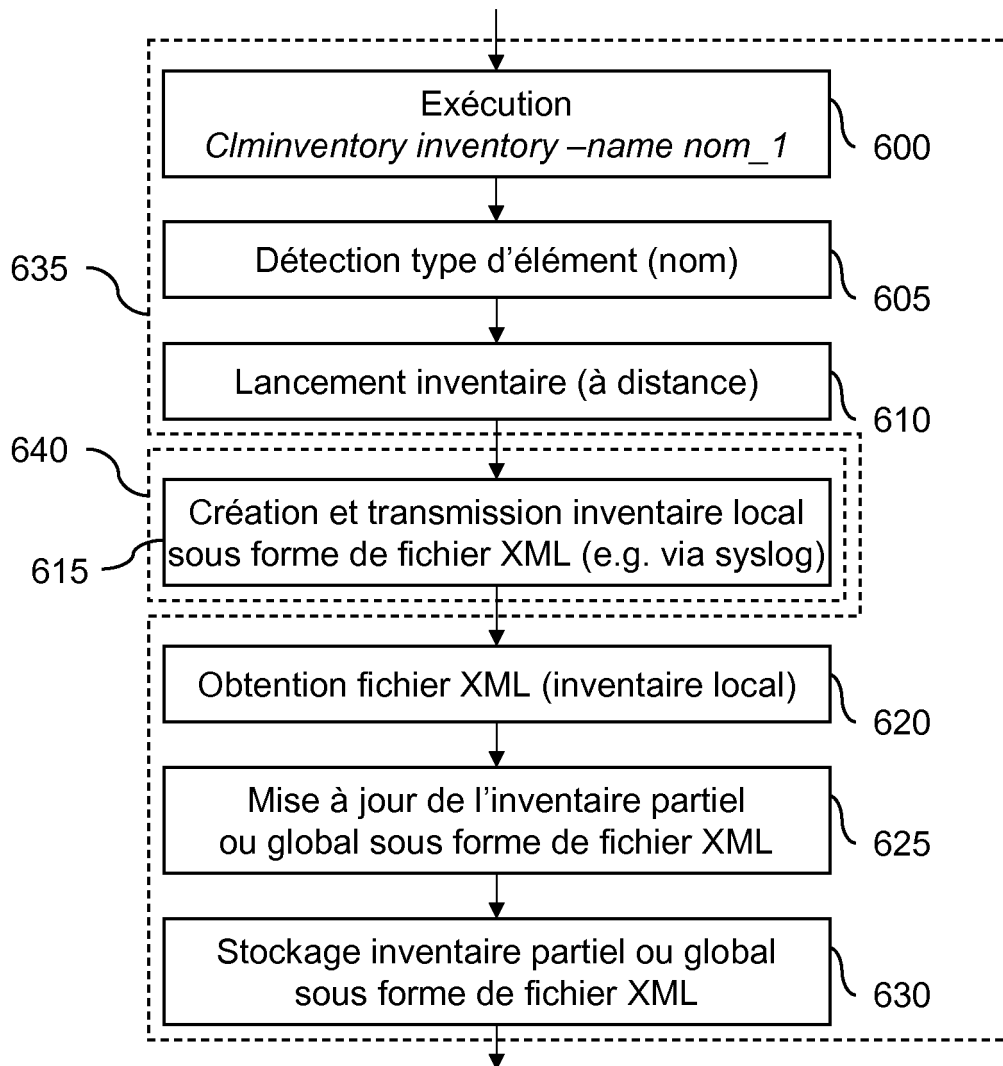 Exécution
Clminventory inventory –name nom_1
600
Détection type d'élément (nom)
635
605
Lancement inventaire (à distance)
610
640
Création et transmission inventaire local
sous forme de fichier XML (e.g. via syslog)
615
Obtention fichier XML (inventaire local)
620
Mise à jour de l'inventaire partiel
ou global sous forme de fichier XML
625
Stockage inventaire partiel ou global
sous forme de fichier XML
630